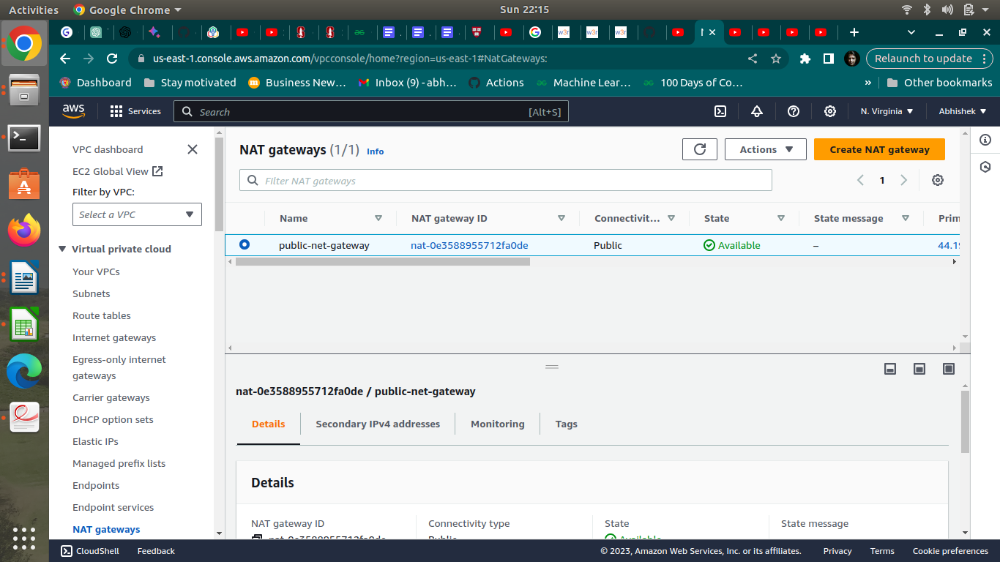 Activities Google Chrome Sun 22:15
us-east-1.console.aws.amazon.com/vpcconsole/home?region=us-east-1#NatGateways: Relaunch to update
Dashboard Stay motivated Business New… Inbox (9) - abh… Actions Machine Lear… 100 Days of Co… » Other bookmarks
aws Services Search [Alt+S] N. Virginia Abhishek
VPC dashboard
EC2 Global View
Filter by VPC:
Select a VPC
Virtual private cloud
Your VPCs
Subnets
Route tables
Internet gateways
Egress-only internet
gateways
Carrier gateways
DHCP option sets
Elastic IPs
Managed prefix lists
Endpoints
Endpoint services
NAT gateways
NAT gateways (1/1) Info Actions Create NAT gateway
Filter NAT gateways 1
Name NAT gateway ID Connectivit… State State message Prim
public-net-gateway nat-0e3588955712fa0de Public Available – 44.19
nat-0e3588955712fa0de / public-net-gateway
Details Secondary IPv4 addresses Monitoring Tags
Details
NAT gateway ID Connectivity type State State message
nat-0e3588955712fa0de Public Available
CloudShell Feedback © 2023, Amazon Web Services, Inc. or its affiliates. Privacy Terms Cookie preferences